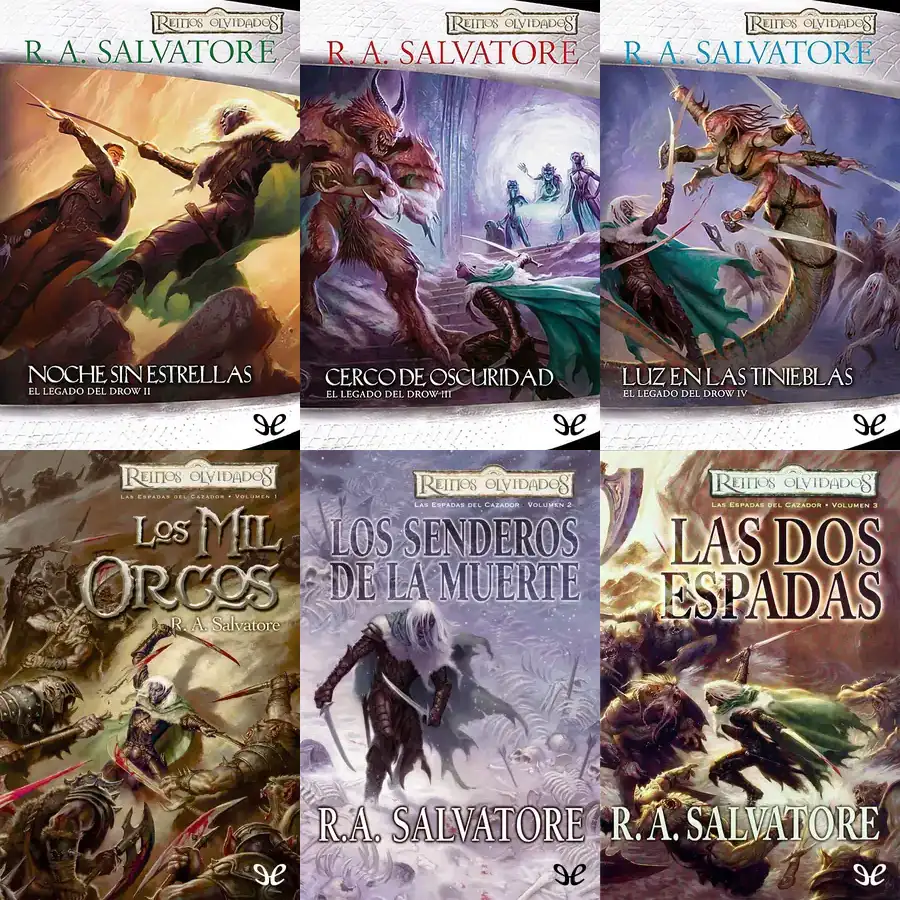 REINOS OLVIDADOS
R. A. SALVATORE
NOCHE SIN ESTRELLAS
EL LEGADO DEL DROW II
REINOS OLVIDADOS
R. A. SALVATORE
CERCO DE OSCURIDAD
EL LEGADO DEL DROW III
REINOS OLVIDADOS
R. A. SALVATORE
LUZ EN LAS TINIEBLAS
EL LEGADO DEL DROW IV
REINOS OLVIDADOS
LAS ESPADAS DEL CAZADOR • VOLUMEN 1
LOS MIL
ORCOS
R. A. Salvatore
REINOS OLVIDADOS
LAS ESPADAS DEL CAZADOR VOLUMEN 2
LOS SENDEROS
DE LA MUERTE
R.A. SALVATORE
REINOS OLVIDADOS
LAS ESPADAS DEL CAZADOR • VOLUMEN 3
LAS DOS
ESPADAS
R. A. SALVATORE